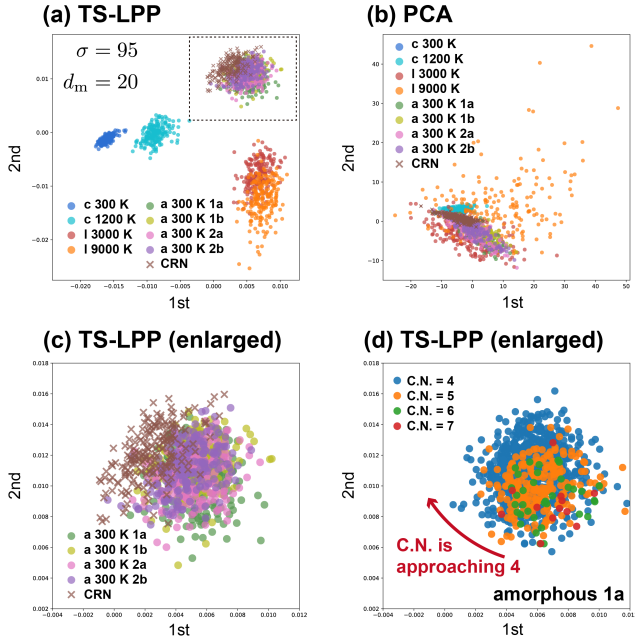 (a) TS-LPP
σ = 95
d_m = 20
0.01
0.00
−0.01
−0.02
2nd
c 300 K
c 1200 K
l 3000 K
l 9000 K
a 300 K 1a
a 300 K 1b
a 300 K 2a
a 300 K 2b
CRN
−0.020 −0.015 −0.010 −0.005 0.000 0.005 0.010
1st
(b) PCA
c 300 K
c 1200 K
l 3000 K
l 9000 K
a 300 K 1a
a 300 K 1b
a 300 K 2a
a 300 K 2b
CRN
40
30
20
10
0
−10
2nd
−20 −10 0 10 20 30 40 50
1st
(c) TS-LPP (enlarged)
0.018
0.016
0.014
0.012
0.010
0.008
0.006
0.004
0.002
2nd
a 300 K 1a
a 300 K 1b
a 300 K 2a
a 300 K 2b
CRN
−0.002 0.000 0.002 0.004 0.006 0.008 0.010 0.012
1st
(d) TS-LPP (enlarged)
C.N. = 4
C.N. = 5
C.N. = 6
C.N. = 7
0.018
0.016
0.014
0.012
0.010
0.008
0.006
0.004
0.002
2nd
C.N. is
approaching 4
amorphous 1a
−0.002 0.000 0.002 0.004 0.006 0.008 0.010 0.012
1st